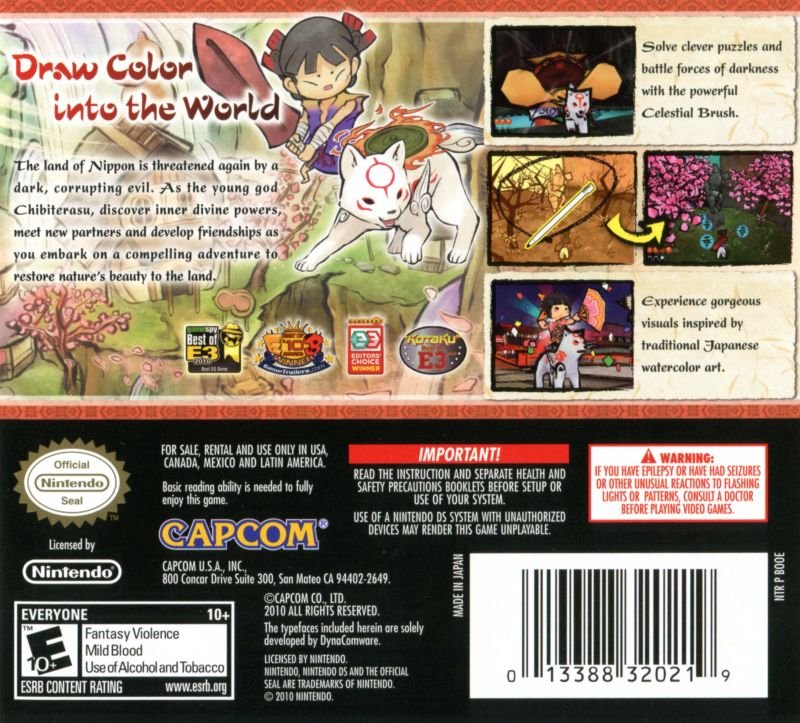 Draw Color
into the World
The land of Nippon is threatened again by a
dark, corrupting evil. As the young god
Chibiterasu, discover inner divine powers,
meet new partners and develop friendships as
you embark on a compelling adventure to
restore nature's beauty to the land.
Solve clever puzzles and
battle forces of darkness
with the powerful
Celestial Brush.
Experience gorgeous
visuals inspired by
traditional Japanese
watercolor art.
gamespy
Best of
E3
2010
Best DS Game
BEST OF
WINNER
GameTrailers.com
E3
EDITORS'
CHOICE
WINNER
KOTAKU
E3
Official
Nintendo
Seal
TM
Licensed by
Nintendo®
FOR SALE, RENTAL AND USE ONLY IN USA,
CANADA, MEXICO AND LATIN AMERICA.
Basic reading ability is needed to fully
enjoy this game.
CAPCOM®
CAPCOM U.S.A., INC.,
800 Concar Drive Suite 300, San Mateo CA 94402-2649.
©CAPCOM CO., LTD.
2010 ALL RIGHTS RESERVED.
The typefaces included herein are solely
developed by DynaComware.
LICENSED BY NINTENDO.
NINTENDO, NINTENDO DS AND THE OFFICIAL
SEAL ARE TRADEMARKS OF NINTENDO.
© 2010 NINTENDO.
IMPORTANT!
READ THE INSTRUCTION AND SEPARATE HEALTH AND
SAFETY PRECAUTIONS BOOKLETS BEFORE SETUP OR
USE OF YOUR SYSTEM.
USE OF A NINTENDO DS SYSTEM WITH UNAUTHORIZED
DEVICES MAY RENDER THIS GAME UNPLAYABLE.
WARNING:
IF YOU HAVE EPILEPSY OR HAVE HAD SEIZURES
OR OTHER UNUSUAL REACTIONS TO FLASHING
LIGHTS OR PATTERNS, CONSULT A DOCTOR
BEFORE PLAYING VIDEO GAMES.
EVERYONE 10+
TM
E
10+
®
Fantasy Violence
Mild Blood
Use of Alcohol and Tobacco
ESRB CONTENT RATING www.esrb.org
MADE IN JAPAN
0 13388 32021 9
NTR P BOOE